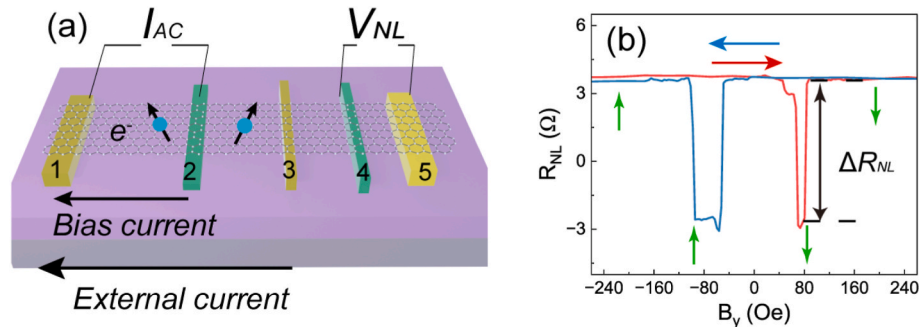 (a)
I_AC
V_NL
e⁻
1
2
3
4
5
Bias current
External current
(b)
R_NL (Ω)
3
0
-3
ΔR_NL
-240
-160
-80
0
80
160
240
B_y (Oe)